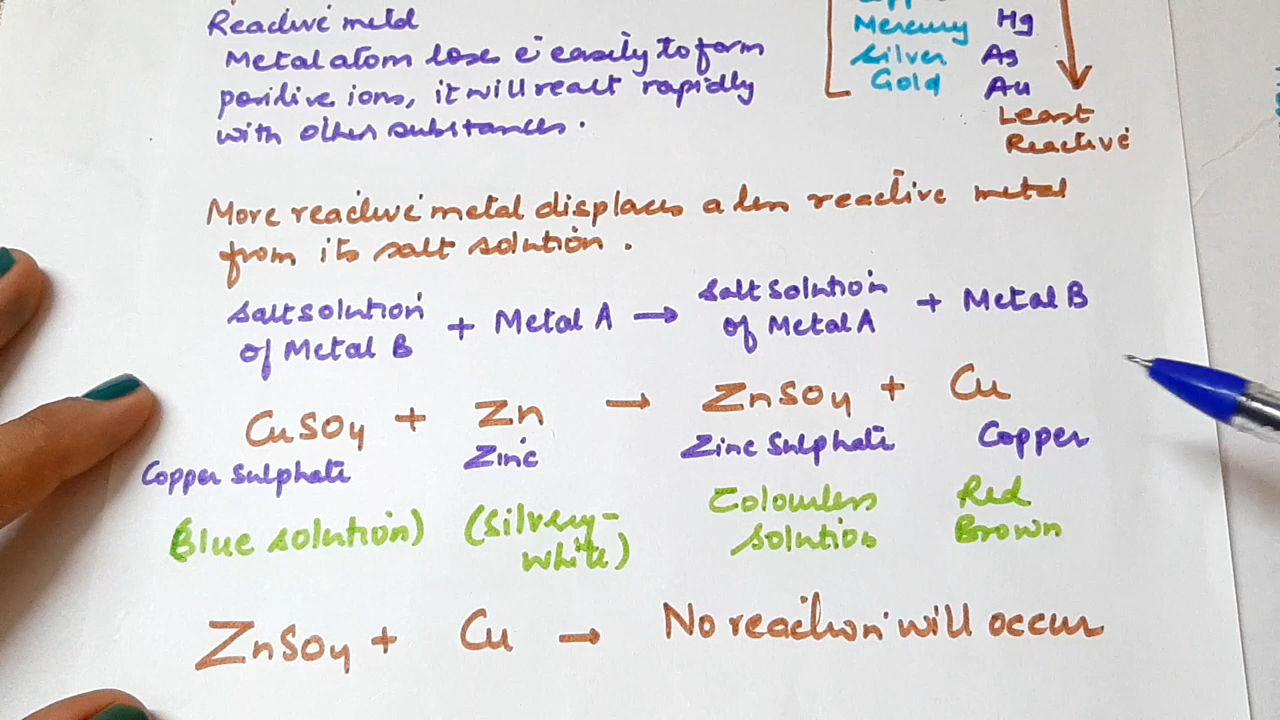 Reactive metal
Metal atom loses e⁻ easily to form
positive ions, it will react rapidly
with other substances.
Mercury Hg
Silver Ag
Gold Au
Least
Reactive
More reactive metal displaces a less reactive metal
from its salt solution.
Salt solution of Metal B + Metal A → Salt solution of Metal A + Metal B
CuSO4 + Zn → ZnSO4 + Cu
Copper Sulphate Zinc Zinc Sulphate Copper
(Blue solution) (Silvery-white) Colourless solution Red Brown
ZnSO4 + Cu → No reaction will occur